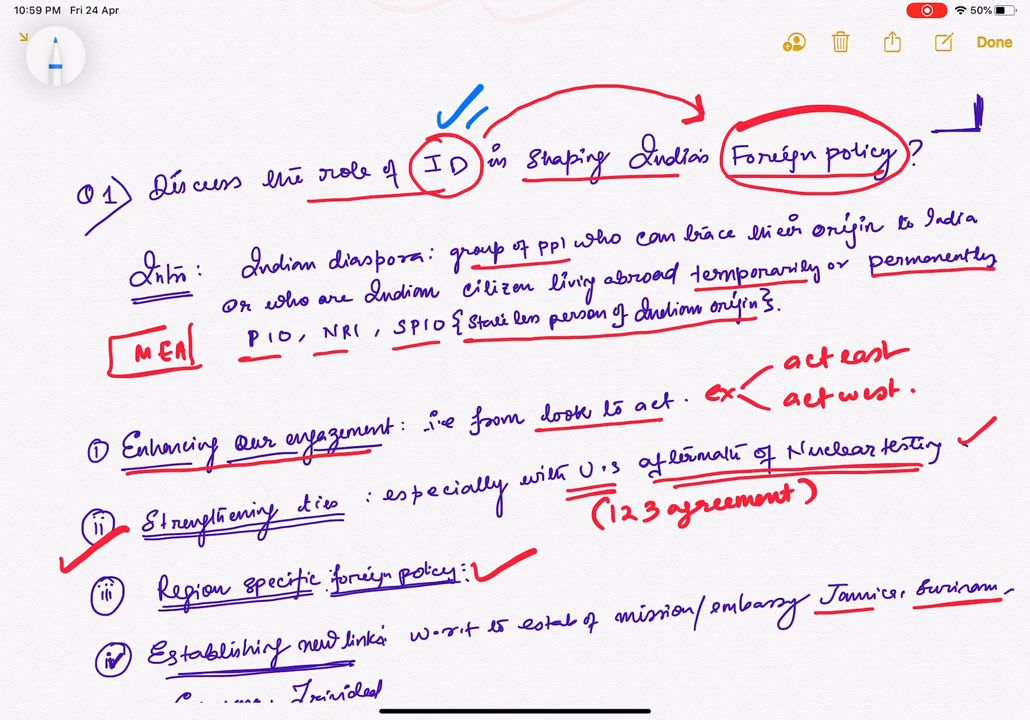 10:59 PM Fri 24 Apr
50%
Done
Q1) Discuss the role of ID in shaping India's Foreign policy?
Intro: Indian diaspora: group of ppl who can trace their origin to India
or who are Indian citizen living abroad temporarily or permanently
MEA PIO, NRI, SPIO {State less person of Indian origin}.
act east
i) Enhancing our engagement: i.e from look to act. ex act west.
ii) Strengthening ties: especially with U.S aftermath of Nuclear testing
(123 agreement)
iii) Region specific foreign policy:
iv) Establishing new links: w.r.t to estab of mission/embassy Jamica, Surinam,
Trinidad